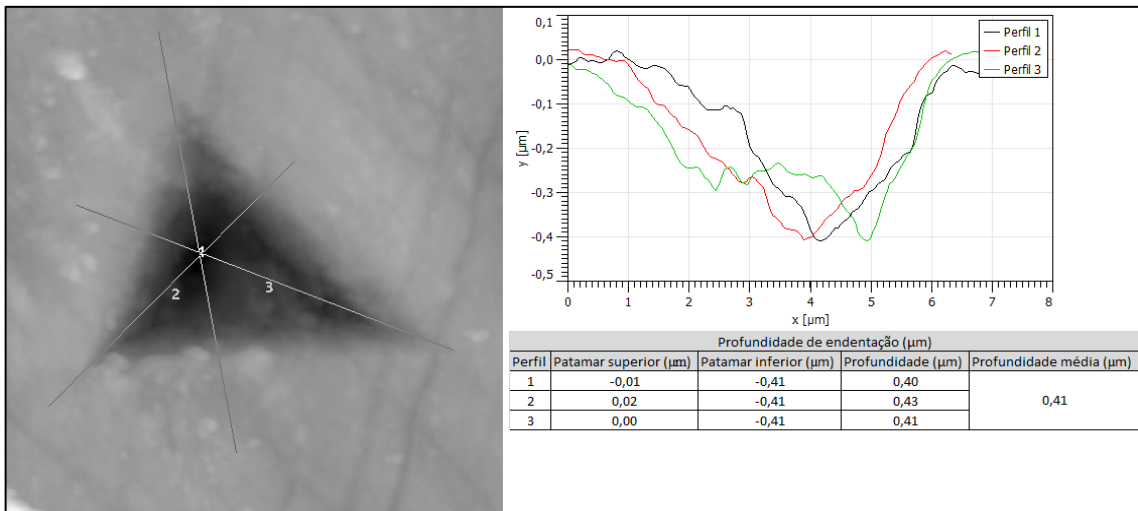 1
2
3
0,1
0,0
-0,1
-0,2
-0,3
-0,4
-0,5
y [µm]
0 1 2 3 4 5 6 7 8
x [µm]
Perfil 1
Perfil 2
Perfil 3
Profundidade de endentação (µm)
Perfil Patamar superior (µm) Patamar inferior (µm) Profundidade (µm) Profundidade média (µm)
1 -0,01 -0,41 0,40
2 0,02 -0,41 0,43 0,41
3 0,00 -0,41 0,41